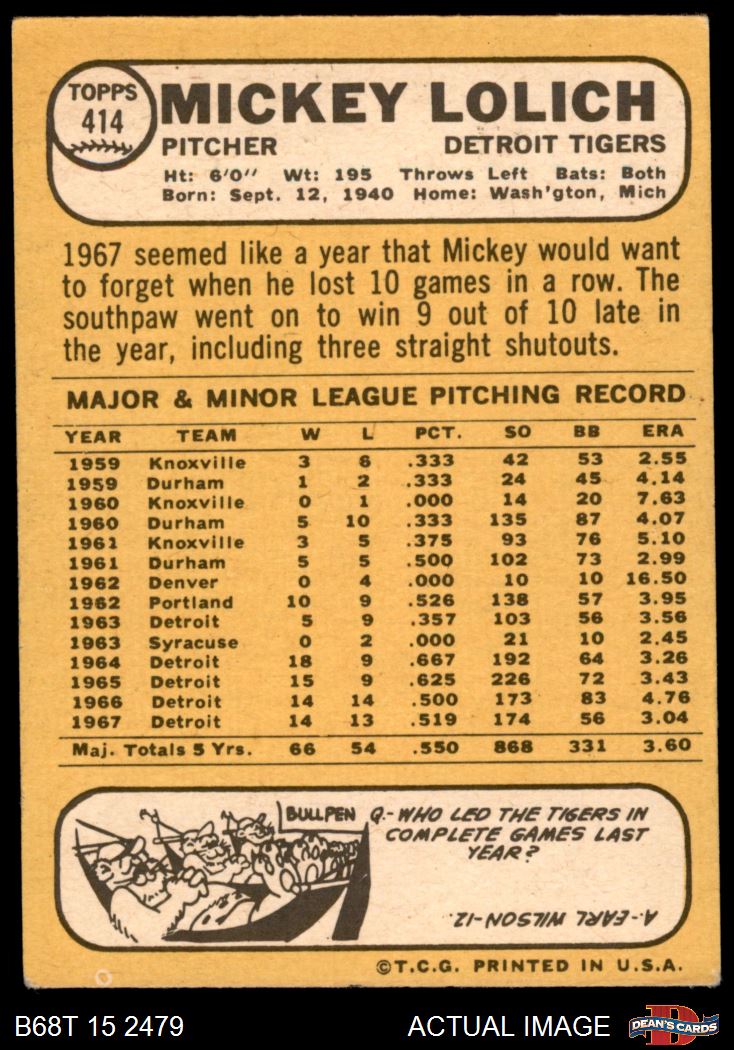 TOPPS
414
MICKEY LOLICH
PITCHER DETROIT TIGERS
Ht: 6'0" Wt: 195 Throws Left Bats: Both
Born: Sept. 12, 1940 Home: Wash'gton, Mich
1967 seemed like a year that Mickey would want
to forget when he lost 10 games in a row. The
southpaw went on to win 9 out of 10 late in
the year, including three straight shutouts.
MAJOR & MINOR LEAGUE PITCHING RECORD
YEAR TEAM W L PCT. SO BB ERA
1959 Knoxville 3 6 .333 42 53 2.55
1959 Durham 1 2 .333 24 45 4.14
1960 Knoxville 0 1 .000 14 20 7.63
1960 Durham 5 10 .333 135 87 4.07
1961 Knoxville 3 5 .375 93 76 5.10
1961 Durham 5 5 .500 102 73 2.99
1962 Denver 0 4 .000 10 10 16.50
1962 Portland 10 9 .526 138 57 3.95
1963 Detroit 5 9 .357 103 56 3.56
1963 Syracuse 0 2 .000 21 10 2.45
1964 Detroit 18 9 .667 192 64 3.26
1965 Detroit 15 9 .625 226 72 3.43
1966 Detroit 14 14 .500 173 83 4.76
1967 Detroit 14 13 .519 174 56 3.04
Maj. Totals 5 Yrs. 66 54 .550 868 331 3.60
BULLPEN
Q.-WHO LED THE TIGERS IN
COMPLETE GAMES LAST
YEAR?
A.-EARL WILSON-12.
©T.C.G. PRINTED IN U.S.A.
B68T 15 2479 ACTUAL IMAGE
DEAN'S CARDS